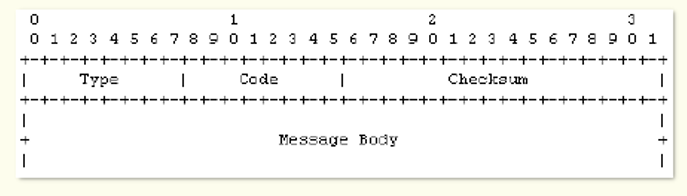 0                   1                   2                   3
0 1 2 3 4 5 6 7 8 9 0 1 2 3 4 5 6 7 8 9 0 1 2 3 4 5 6 7 8 9 0 1
+-+-+-+-+-+-+-+-+-+-+-+-+-+-+-+-+-+-+-+-+-+-+-+-+-+-+-+-+-+-+-+-+
|     Type      |     Code      |          Checksum             |
+-+-+-+-+-+-+-+-+-+-+-+-+-+-+-+-+-+-+-+-+-+-+-+-+-+-+-+-+-+-+-+-+
|                                                               |
+                         Message Body                          +
|                                                               |